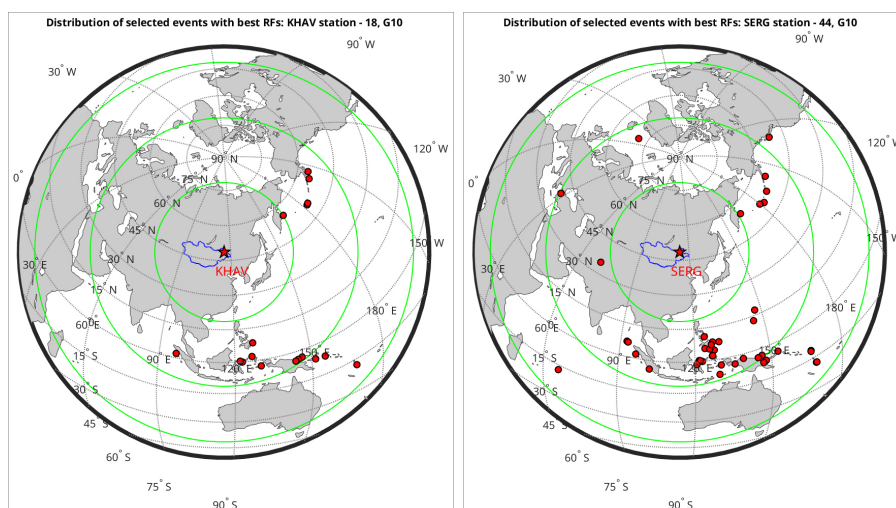 Distribution of selected events with best RFs: KHAV station - 18, G10
90° W
30° W
120° W
0°
90° N
75° N
60° N
45° N
150° W
30° N
30° E
15° N
180° E
60° E
0° E
150° E
15° S
90° E
120° E
30° S
45° S
60° S
75° S
90° S
KHAV
Distribution of selected events with best RFs: SERG station - 44, G10
90° W
30° W
120° W
0°
90° N
75° N
60° N
45° N
150° W
30° N
30° E
15° N
180° E
60° E
0° E
150° E
15° S
90° E
120° E
30° S
45° S
60° S
75° S
90° S
SERG